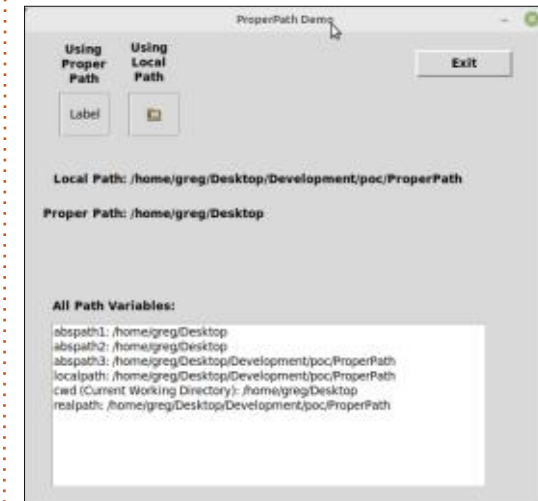 ProperPath Demo
Using Proper Path
Using Local Path
Exit
Label
Local Path: /home/greg/Desktop/Development/poc/ProperPath
Proper Path: /home/greg/Desktop
All Path Variables:
abspath1: /home/greg/Desktop
abspath2: /home/greg/Desktop
abspath3: /home/greg/Desktop/Development/poc/ProperPath
localpath: /home/greg/Desktop/Development/poc/ProperPath
cwd (Current Working Directory): /home/greg/Desktop
realpath: /home/greg/Desktop/Development/poc/ProperPath